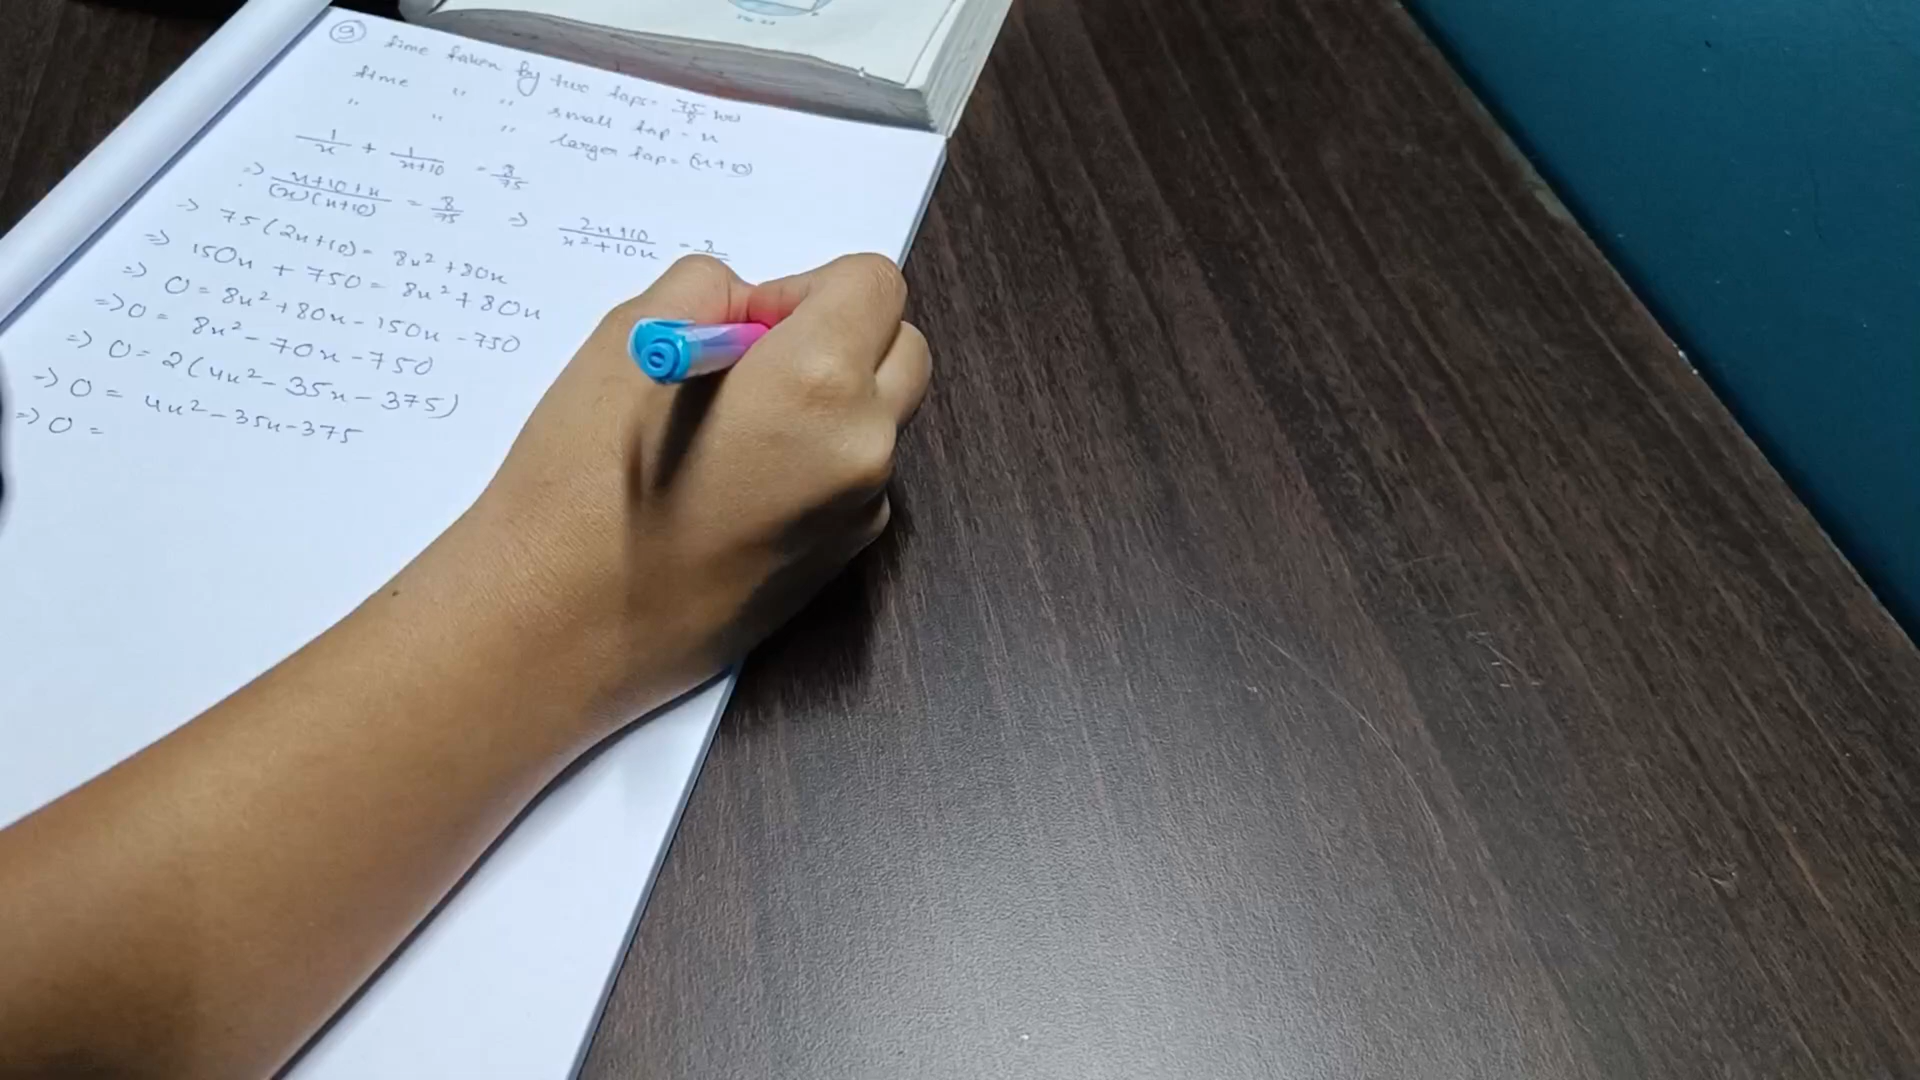 9 time taken by two taps = 75/8 hrs
time " " small tap = x
" " " larger tap = (x+10)
1/x + 1/x+10 = 8/75
=> x+10+x/(x)(x+10) = 8/75 => 2x+10/x²+10x = 8
=> 75(2x+10) = 8x²+80x
=> 150x + 750 = 8x² + 80x
=> 0 = 8x² + 80x - 150x - 750
=> 0 = 8x² - 70x - 750
=> 0 = 2(4x² - 35x - 375)
=> 0 = 4x² - 35x - 375
=> 0 =